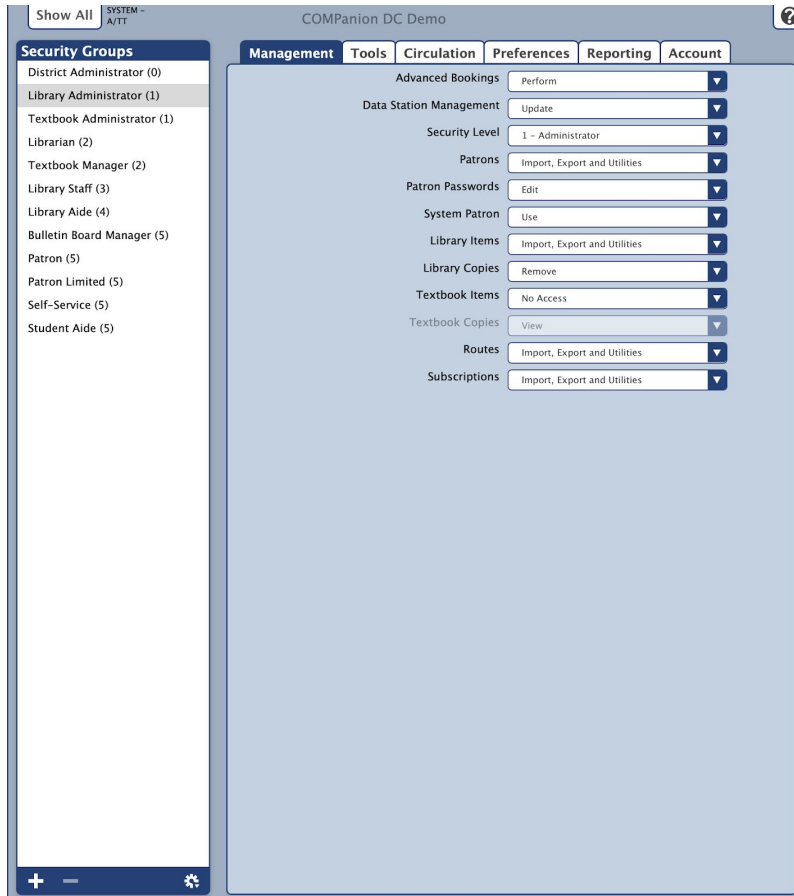 Show All
SYSTEM –
A/TT
COMPanion DC Demo
Security Groups
District Administrator (0)
Library Administrator (1)
Textbook Administrator (1)
Librarian (2)
Textbook Manager (2)
Library Staff (3)
Library Aide (4)
Bulletin Board Manager (5)
Patron (5)
Patron Limited (5)
Self-Service (5)
Student Aide (5)
Management Tools Circulation Preferences Reporting Account
Advanced Bookings Perform
Data Station Management Update
Security Level 1 – Administrator
Patrons Import, Export and Utilities
Patron Passwords Edit
System Patron Use
Library Items Import, Export and Utilities
Library Copies Remove
Textbook Items No Access
Textbook Copies View
Routes Import, Export and Utilities
Subscriptions Import, Export and Utilities